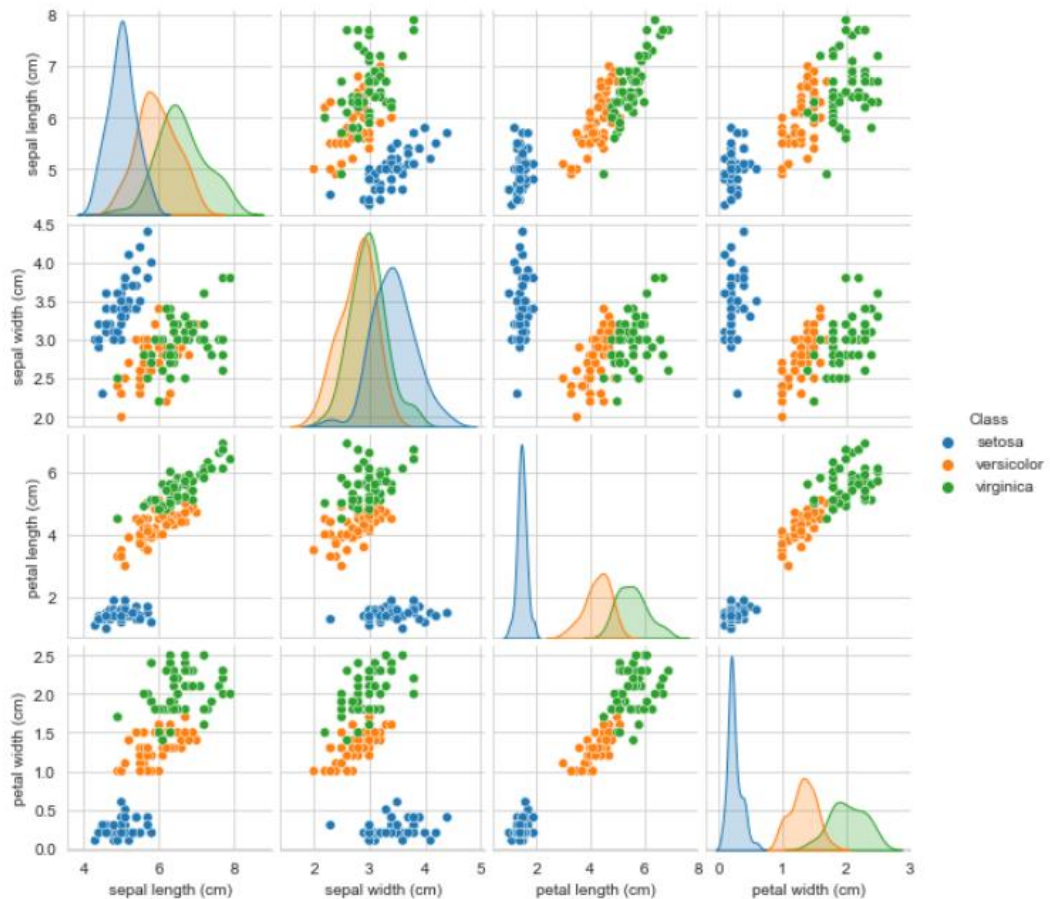 8
7
6
5
sepal length (cm)
4.5
4.0
3.5
3.0
2.5
2.0
sepal width (cm)
Class
setosa
versicolor
virginica
6
4
2
petal length (cm)
2.5
2.0
1.5
1.0
0.5
0.0
petal width (cm)
4 6 8
sepal length (cm)
2 3 4 5
sepal width (cm)
2 4 6 8
petal length (cm)
0 1 2 3
petal width (cm)